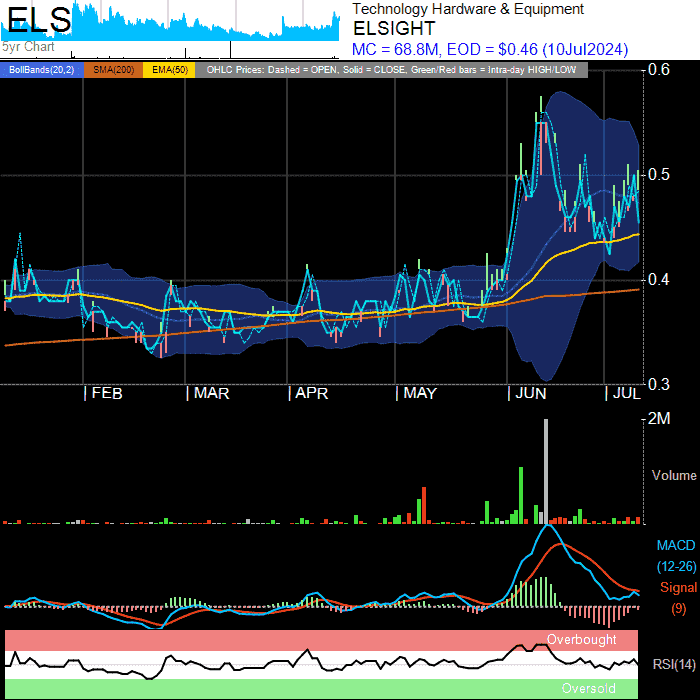 ELS
5yr Chart
Technology Hardware & Equipment
ELSIGHT
MC = 68.8M, EOD = $0.46 (10Jul2024)
BollBands(20,2) SMA(200) EMA(50) OHLC Prices: Dashed = OPEN, Solid = CLOSE, Green/Red bars = Intra-day HIGH/LOW
0.6
0.5
0.4
0.3
| FEB | MAR | APR | MAY | JUN | JUL
2M
Volume
MACD
(12-26)
Signal
(9)
Overbought
RSI(14)
Oversold